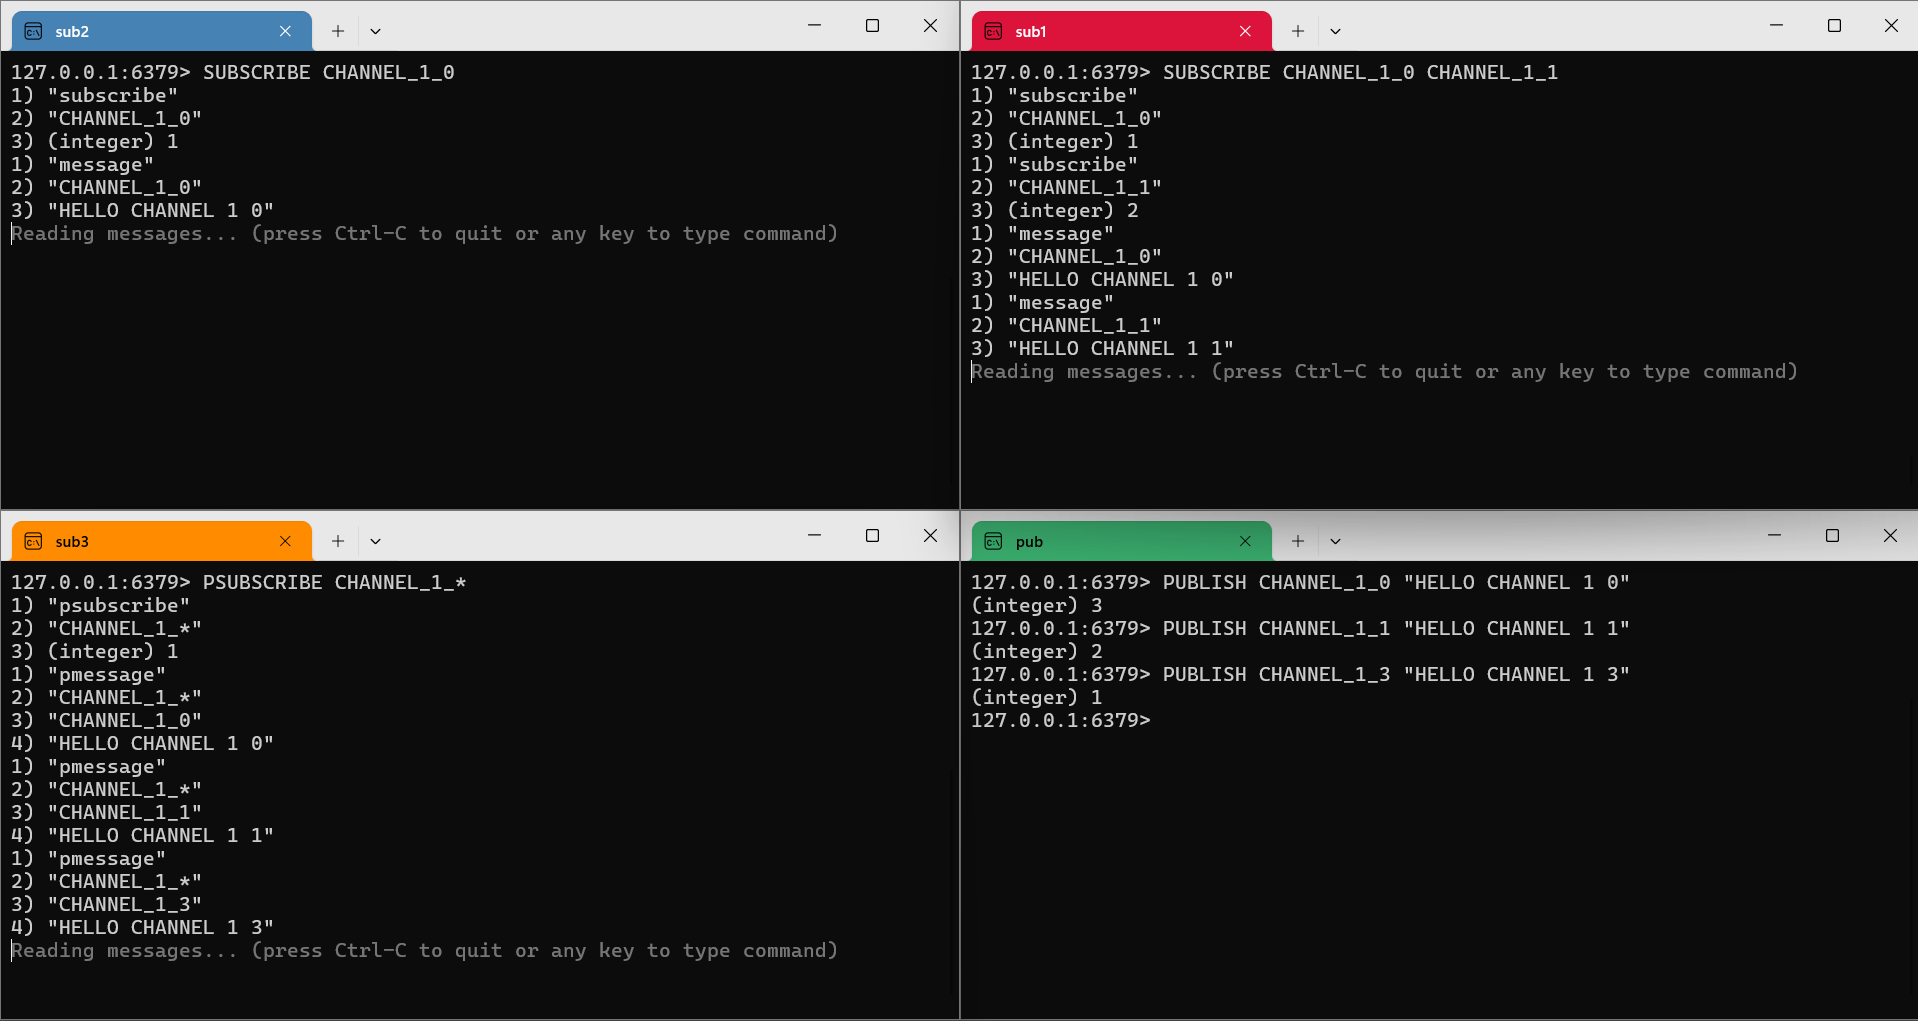 sub2
127.0.0.1:6379> SUBSCRIBE CHANNEL_1_0
1) "subscribe"
2) "CHANNEL_1_0"
3) (integer) 1
1) "message"
2) "CHANNEL_1_0"
3) "HELLO CHANNEL 1 0"
Reading messages... (press Ctrl-C to quit or any key to type command)
sub1
127.0.0.1:6379> SUBSCRIBE CHANNEL_1_0 CHANNEL_1_1
1) "subscribe"
2) "CHANNEL_1_0"
3) (integer) 1
1) "subscribe"
2) "CHANNEL_1_1"
3) (integer) 2
1) "message"
2) "CHANNEL_1_0"
3) "HELLO CHANNEL 1 0"
1) "message"
2) "CHANNEL_1_1"
3) "HELLO CHANNEL 1 1"
Reading messages... (press Ctrl-C to quit or any key to type command)
sub3
127.0.0.1:6379> PSUBSCRIBE CHANNEL_1_*
1) "psubscribe"
2) "CHANNEL_1_*"
3) (integer) 1
1) "pmessage"
2) "CHANNEL_1_*"
3) "CHANNEL_1_0"
4) "HELLO CHANNEL 1 0"
1) "pmessage"
2) "CHANNEL_1_*"
3) "CHANNEL_1_1"
4) "HELLO CHANNEL 1 1"
1) "pmessage"
2) "CHANNEL_1_*"
3) "CHANNEL_1_3"
4) "HELLO CHANNEL 1 3"
Reading messages... (press Ctrl-C to quit or any key to type command)
pub
127.0.0.1:6379> PUBLISH CHANNEL_1_0 "HELLO CHANNEL 1 0"
(integer) 3
127.0.0.1:6379> PUBLISH CHANNEL_1_1 "HELLO CHANNEL 1 1"
(integer) 2
127.0.0.1:6379> PUBLISH CHANNEL_1_3 "HELLO CHANNEL 1 3"
(integer) 1
127.0.0.1:6379>